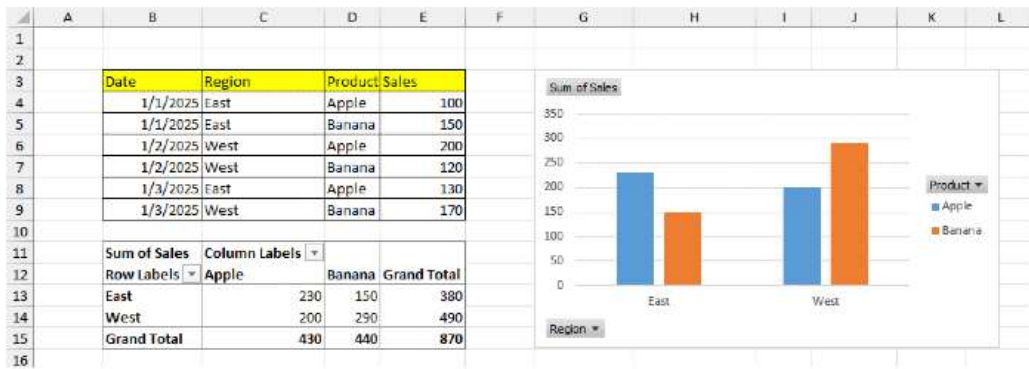 A B C D E F G H I J K L
1
2
3 Date Region Product Sales
4 1/1/2025 East Apple 100
5 1/1/2025 East Banana 150
6 1/2/2025 West Apple 200
7 1/2/2025 West Banana 120
8 1/3/2025 East Apple 130
9 1/3/2025 West Banana 170
10
11 Sum of Sales Column Labels
12 Row Labels Apple Banana Grand Total
13 East 230 150 380
14 West 200 290 490
15 Grand Total 430 440 870
16
Sum of Sales
350
300
250
200
150
100
50
0
East West
Region
Product
Apple
Banana